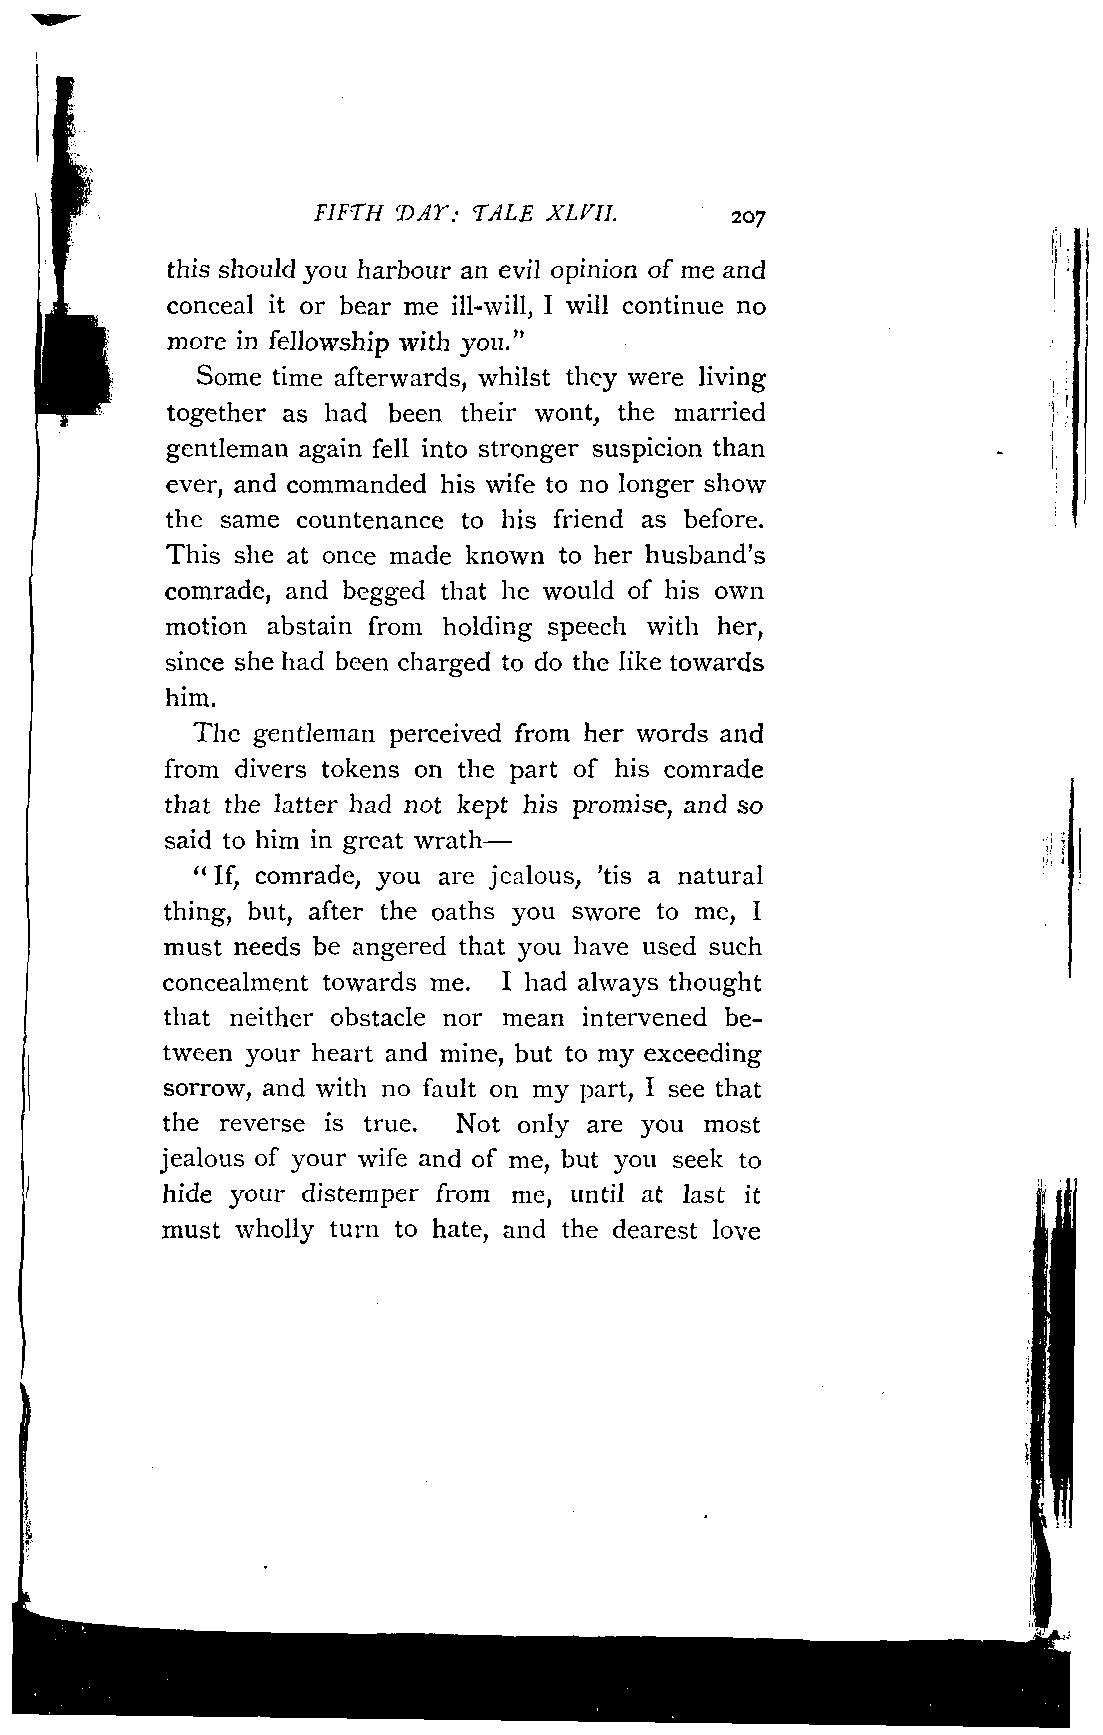 FIFTH DAY: TALE XLVII. 207
this should you harbour an evil opinion of me and
conceal it or bear me ill-will, I will continue no
more in fellowship with you."
Some time afterwards, whilst they were living
together as had been their wont, the married
gentleman again fell into stronger suspicion than
ever, and commanded his wife to no longer show
the same countenance to his friend as before.
This she at once made known to her husband's
comrade, and begged that he would of his own
motion abstain from holding speech with her,
since she had been charged to do the like towards
him.
The gentleman perceived from her words and
from divers tokens on the part of his comrade
that the latter had not kept his promise, and so
said to him in great wrath—
"If, comrade, you are jealous, 'tis a natural
thing, but, after the oaths you swore to me, I
must needs be angered that you have used such
concealment towards me. I had always thought
that neither obstacle nor mean intervened be-
tween your heart and mine, but to my exceeding
sorrow, and with no fault on my part, I see that
the reverse is true. Not only are you most
jealous of your wife and of me, but you seek to
hide your distemper from me, until at last it
must wholly turn to hate, and the dearest love